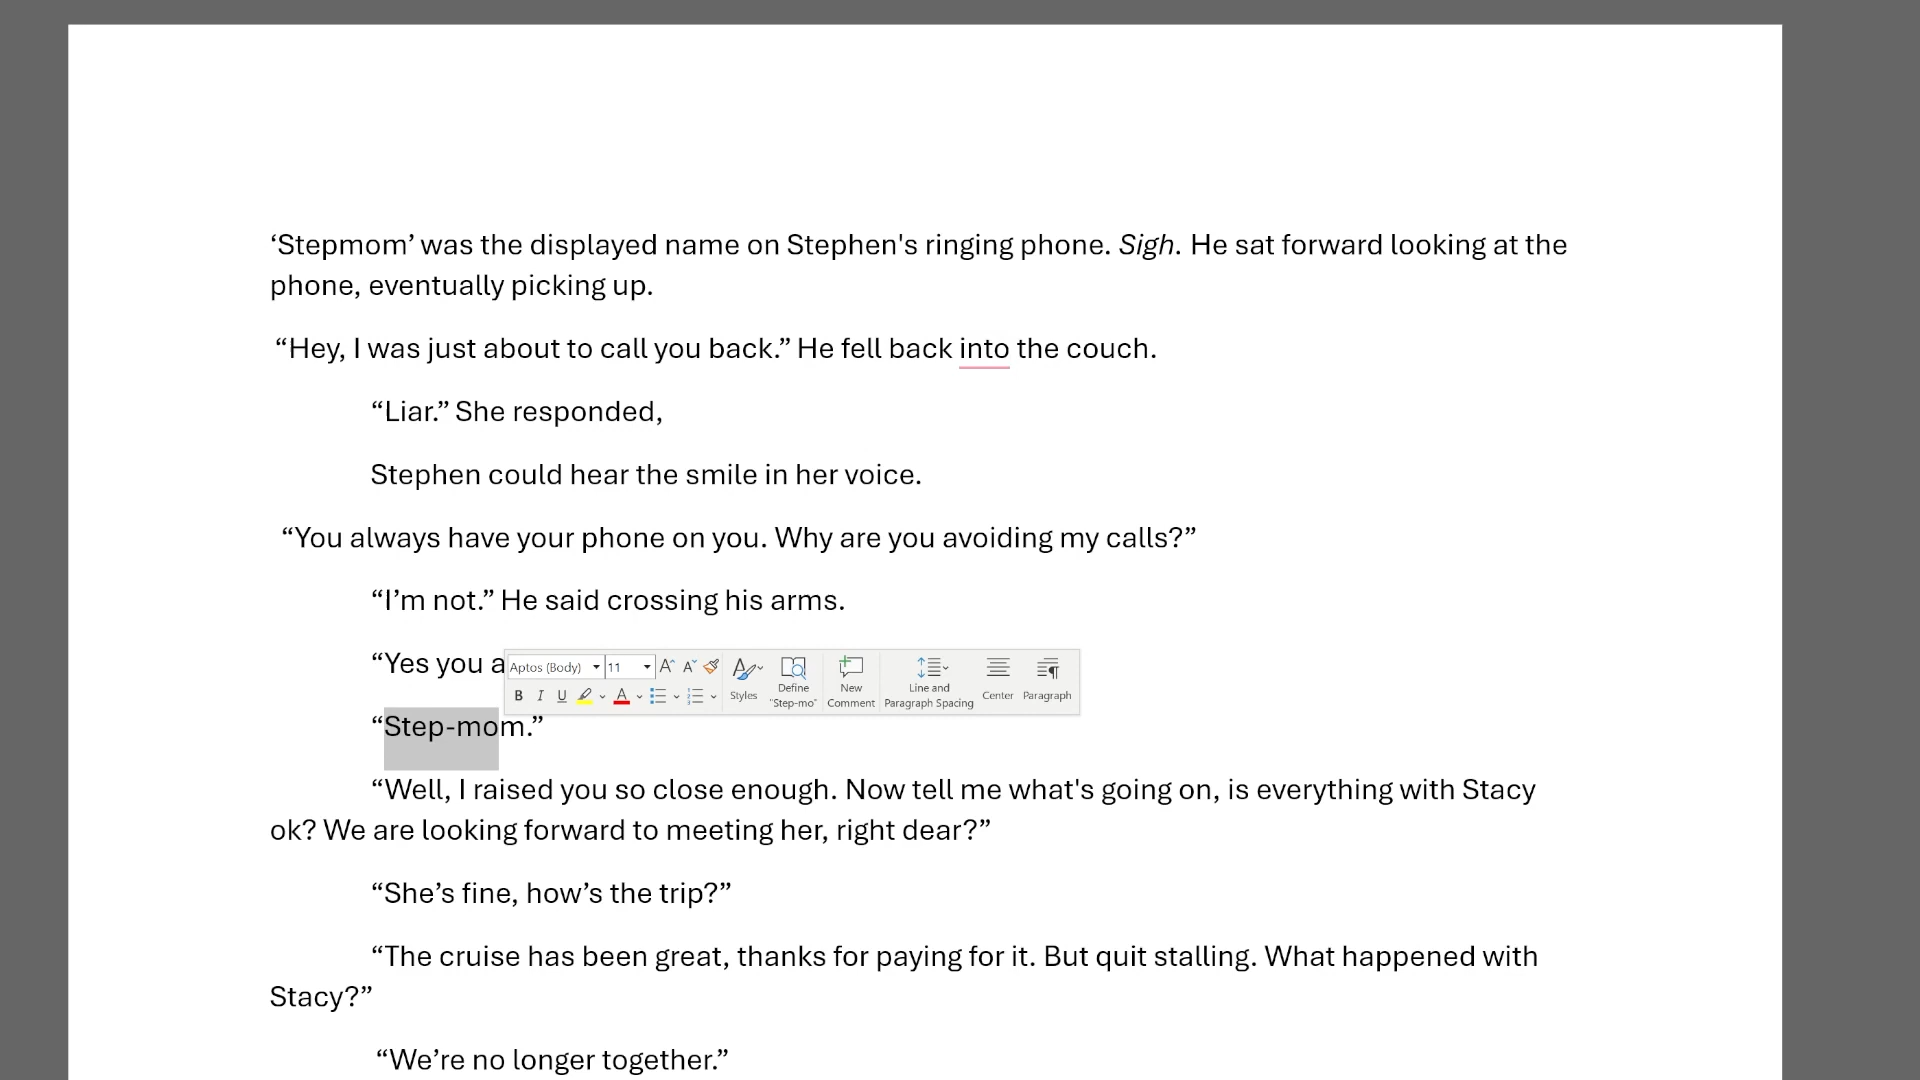 ‘Stepmom’ was the displayed name on Stephen's ringing phone. Sigh. He sat forward looking at the
phone, eventually picking up.
“Hey, I was just about to call you back.” He fell back into the couch.
“Liar.” She responded,
Stephen could hear the smile in her voice.
“You always have your phone on you. Why are you avoiding my calls?”
“I’m not.” He said crossing his arms.
“Yes you a
Aptos (Body) 11
B I U A Styles Define "Step-mo" New Comment Line and Paragraph Spacing Center Paragraph
“Step-mom.”
“Well, I raised you so close enough. Now tell me what's going on, is everything with Stacy
ok? We are looking forward to meeting her, right dear?”
“She’s fine, how’s the trip?”
“The cruise has been great, thanks for paying for it. But quit stalling. What happened with
Stacy?”
“We’re no longer together.”